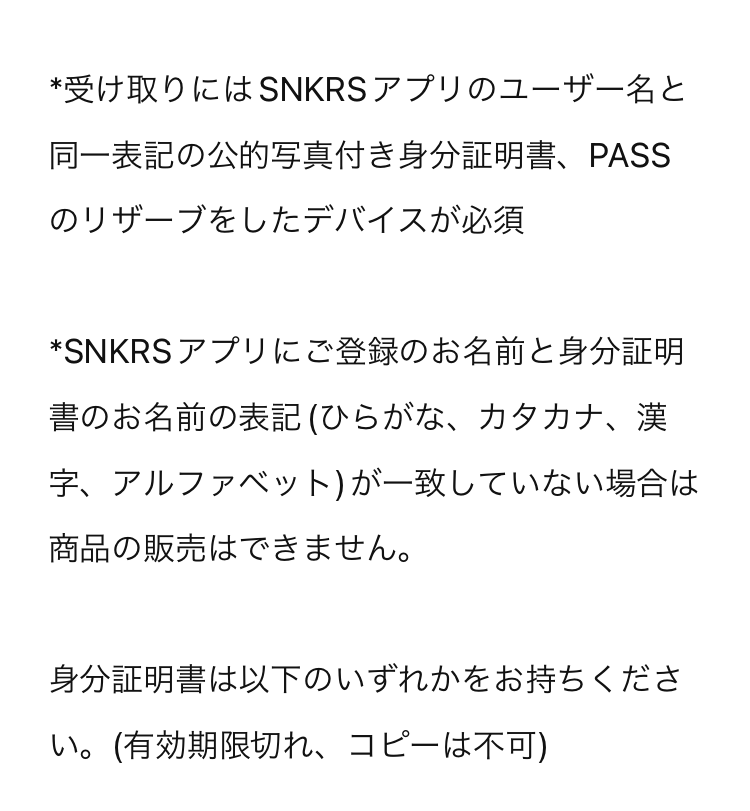 *受け取りにはSNKRSアプリのユーザー名と
同一表記の公的写真付き身分証明書、PASS
のリザーブをしたデバイスが必須
*SNKRSアプリにご登録のお名前と身分証明
書のお名前の表記(ひらがな、カタカナ、漢
字、アルファベット)が一致していない場合は
商品の販売はできません。
身分証明書は以下のいずれかをお持ちくださ
い。(有効期限切れ、コピーは不可)